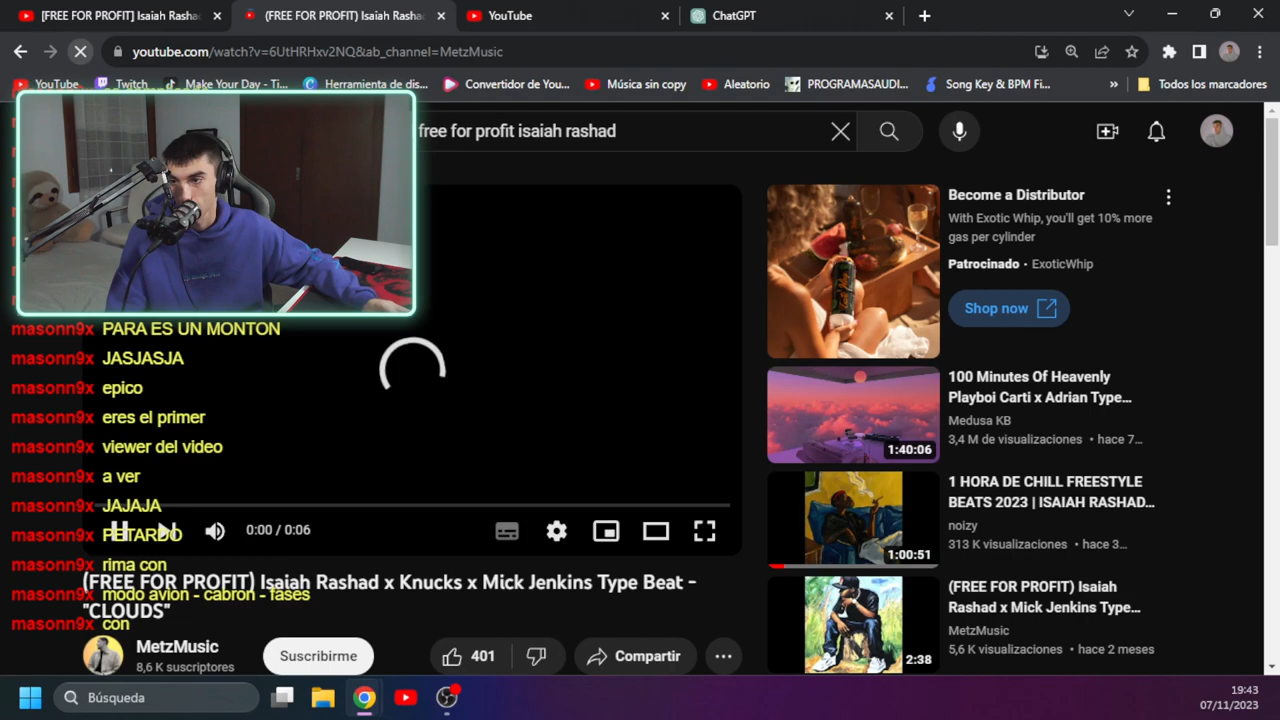 [FREE FOR PROFIT] Isaiah Rasha
(FREE FOR PROFIT) Isaiah Rasha
YouTube
ChatGPT
youtube.com/watch?v=6UtHRHxv2NQ&ab_channel=MetzMusic
YouTube
Twitch
Make Your Day - Ti...
Herramienta de dis...
Convertidor de You...
Música sin copy
Aleatorio
PROGRAMASAUDI...
Song Key & BPM Fi...
»
Todos los marcadores
free for profit isaiah rashad
masonn9x PARA ES UN MONTON
masonn9x JASJASJA
masonn9x epico
masonn9x eres el primer
masonn9x viewer del video
masonn9x a ver
masonn9x JAJAJA
masonn9x PETARDO
masonn9x rima con
masonn9x modo avion - cabron - fases
masonn9x con
0:00 / 0:06
(FREE FOR PROFIT) Isaiah Rashad x Knucks x Mick Jenkins Type Beat -
"CLOUDS"
MetzMusic
8,6 K suscriptores
Suscribirme
401
Compartir
Become a Distributor
With Exotic Whip, you'll get 10% more
gas per cylinder
Patrocinado • ExoticWhip
Shop now
1:40:06
100 Minutes Of Heavenly
Playboi Carti x Adrian Type...
Medusa KB
3,4 M de visualizaciones • hace 7...
1:00:51
1 HORA DE CHILL FREESTYLE
BEATS 2023 | ISAIAH RASHAD...
noizy
313 K visualizaciones • hace 3...
2:38
(FREE FOR PROFIT) Isaiah
Rashad x Mick Jenkins Type...
MetzMusic
5,6 K visualizaciones • hace 2 meses
Búsqueda
19:43
07/11/2023